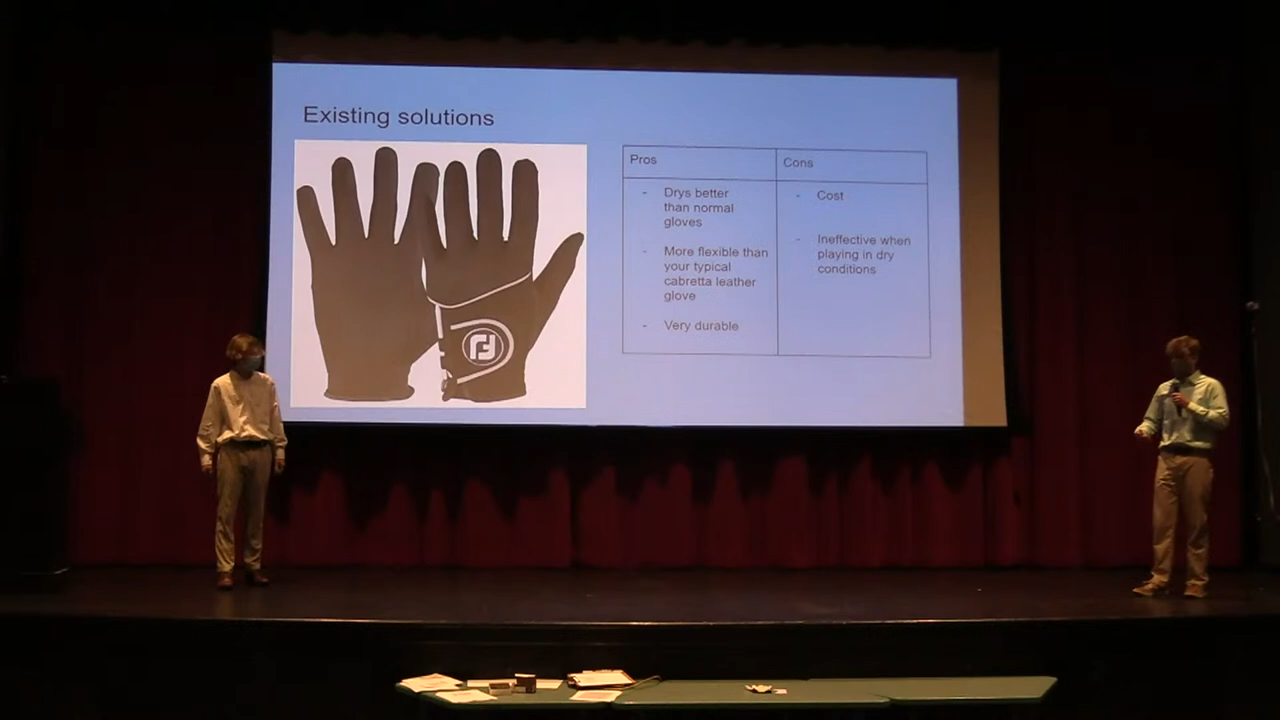 Existing solutions
Pros
Cons
- Drys better
than normal
gloves
- More flexible than
your typical
cabretta leather
glove
- Very durable
- Cost
- Ineffective when
playing in dry
conditions
FJ